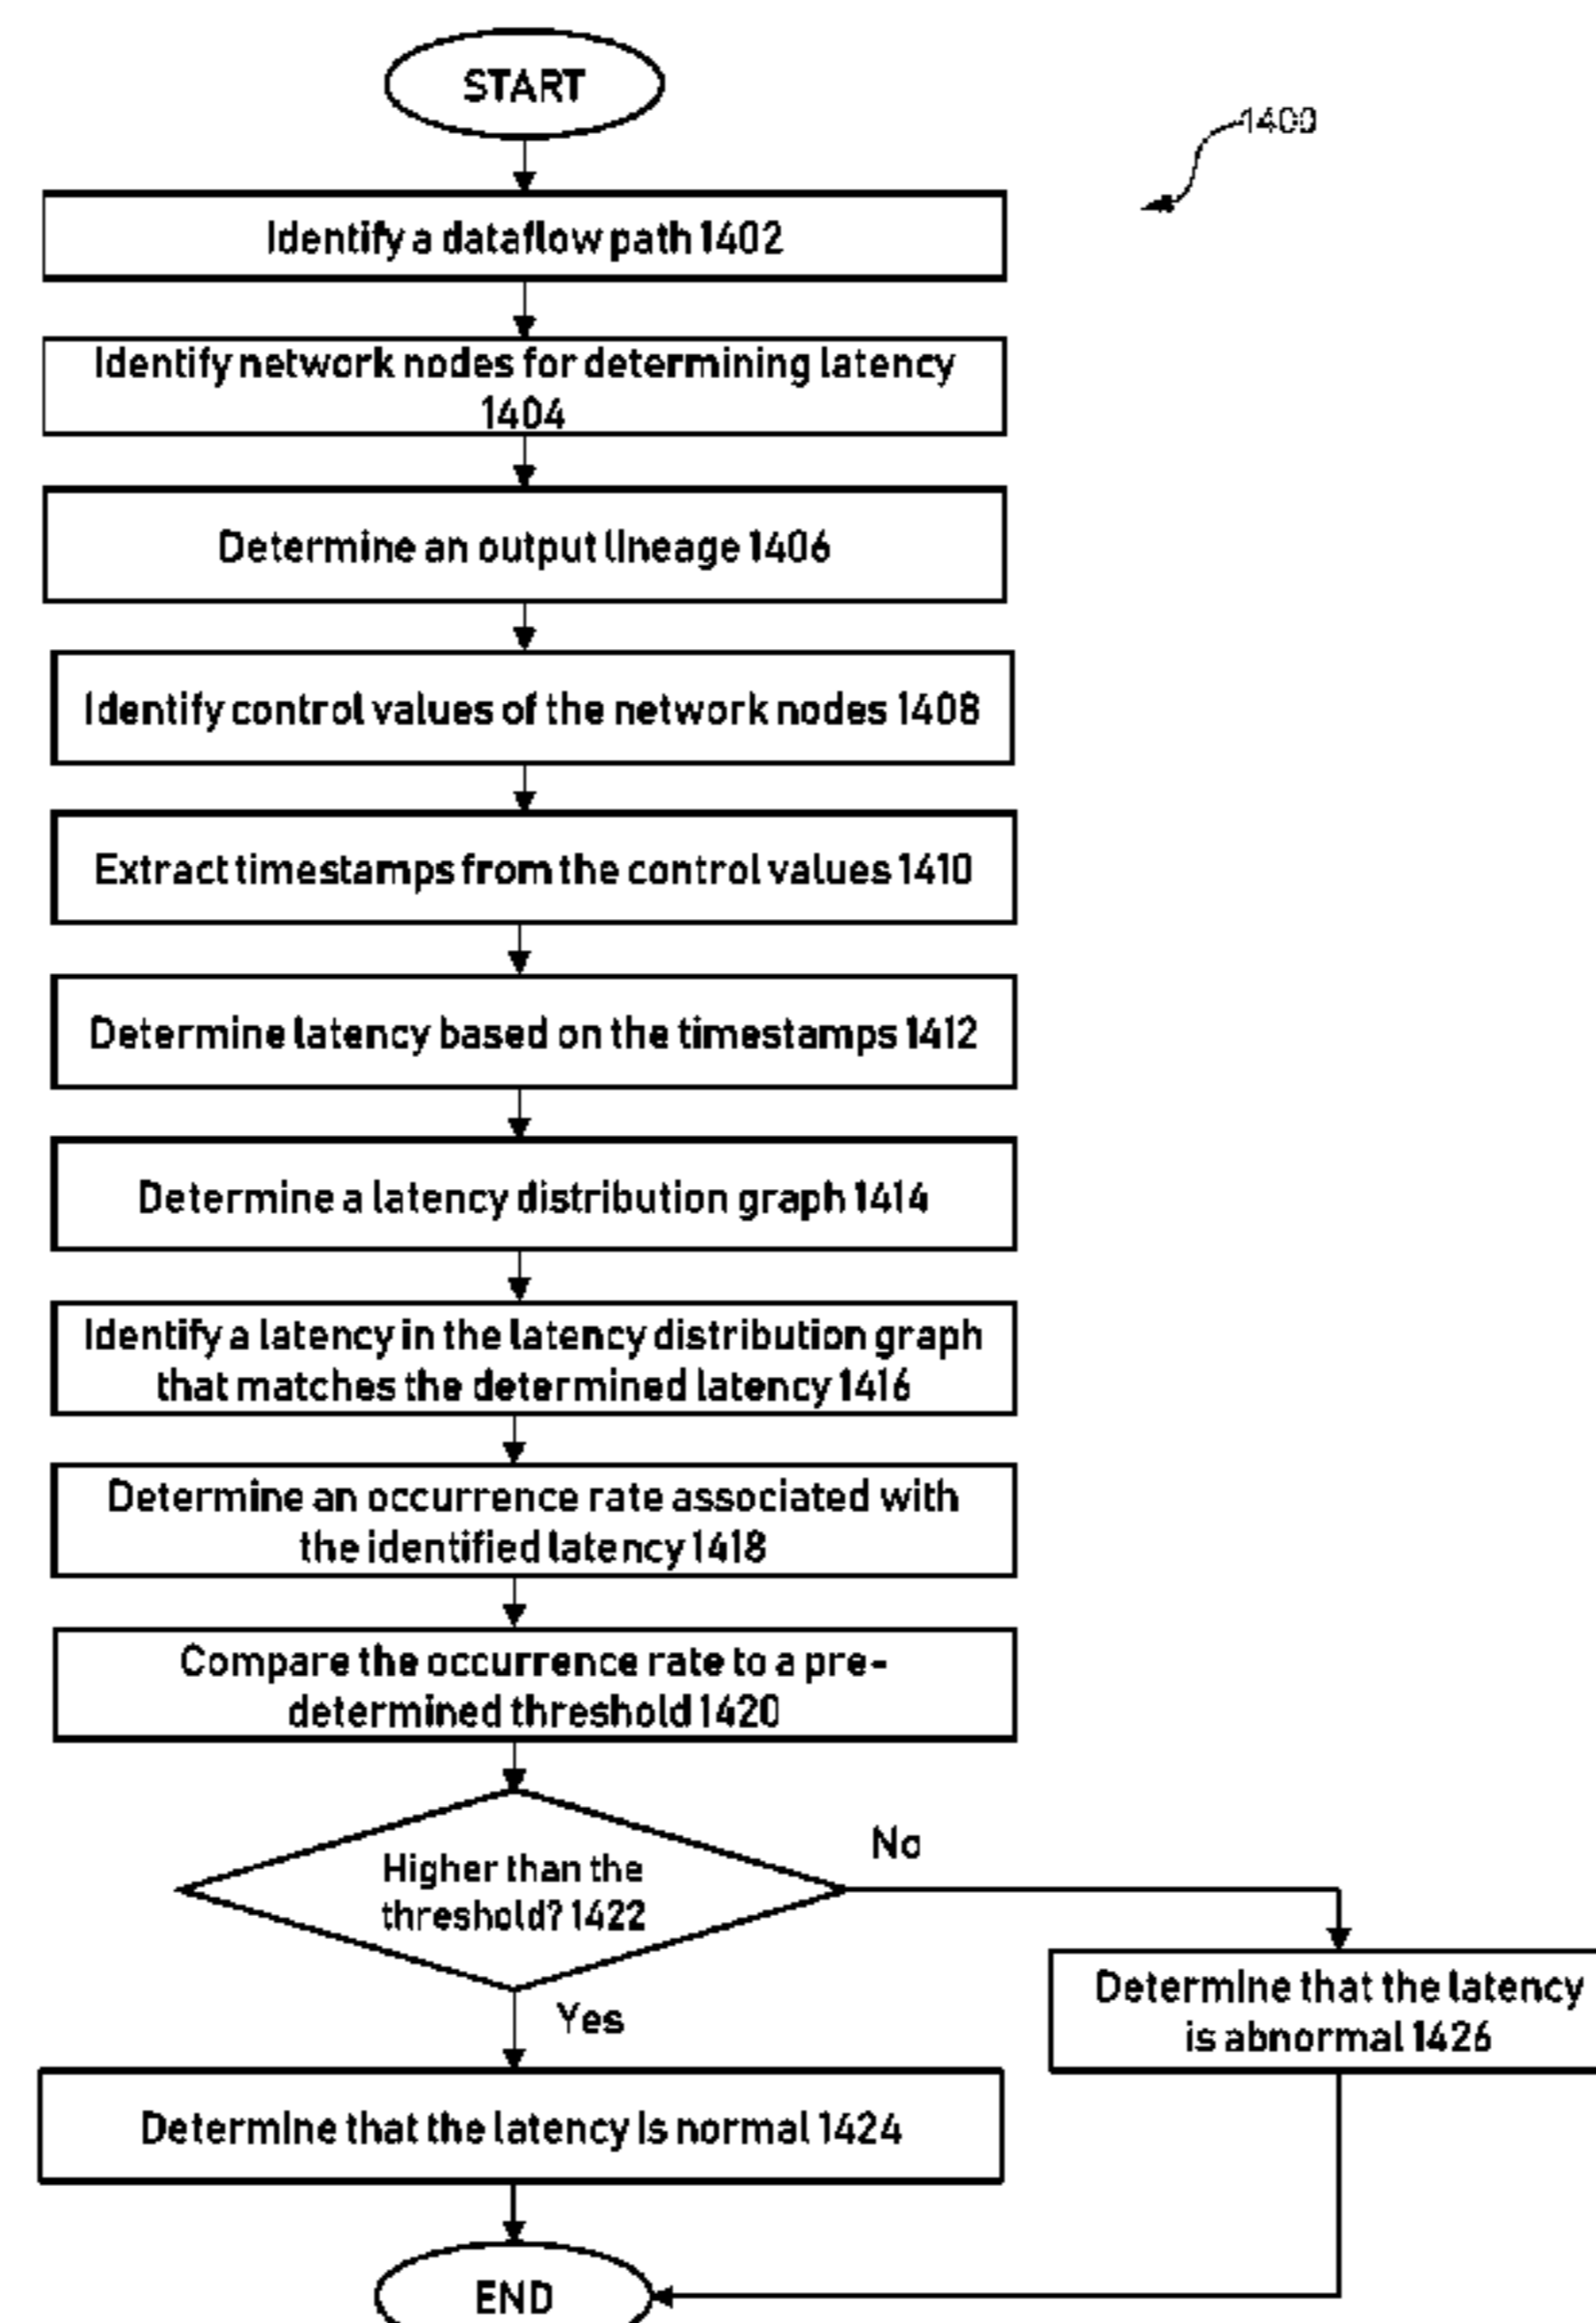 START
1400
Identify a dataflow path 1402
Identify network nodes for determining latency
1404
Determine an output lineage 1406
Identify control values of the network nodes 1408
Extract timestamps from the control values 1410
Determine latency based on the timestamps 1412
Determine a latency distribution graph 1414
Identify a latency in the latency distribution graph
that matches the determined latency 1416
Determine an occurrence rate associated with
the identified latency 1418
Compare the occurrence rate to a pre-
determined threshold 1420
No
Higher than the
threshold? 1422
Determine that the latency
is abnormal 1426
Yes
Determine that the latency is normal 1424
END